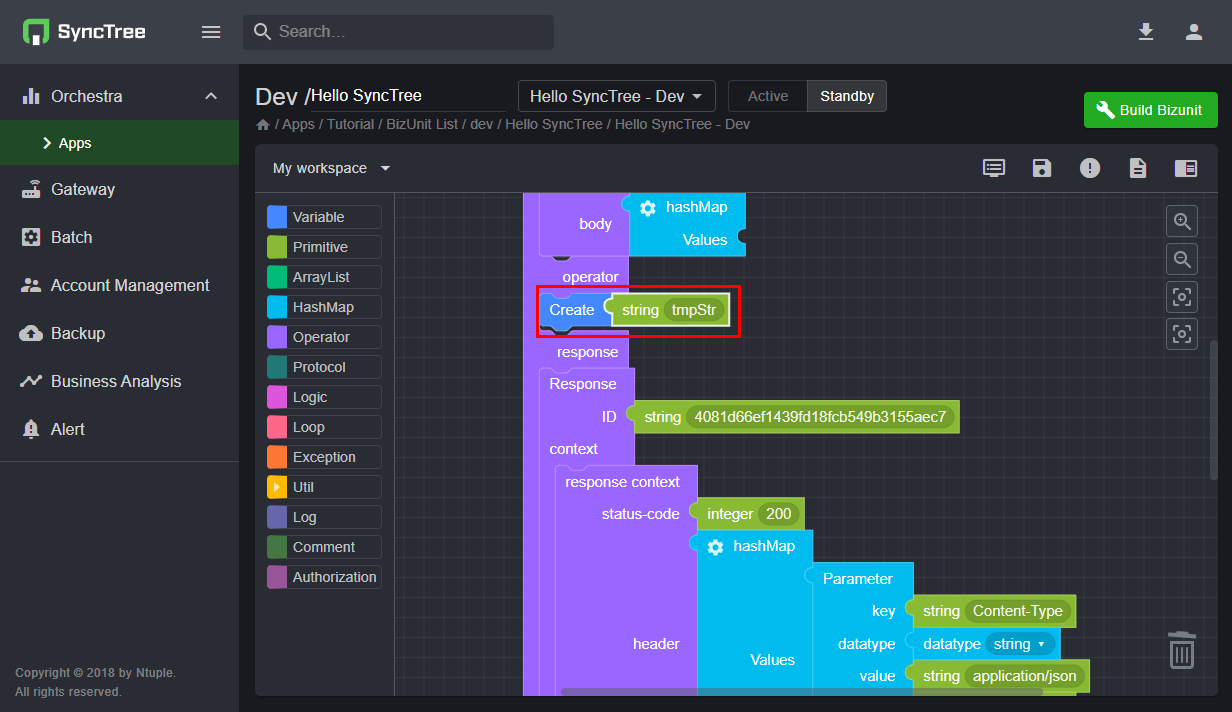 SyncTree
Search...
Orchestra
Apps
Gateway
Batch
Account Management
Backup
Business Analysis
Alert
Copyright © 2018 by Ntuple.
All rights reserved.
Dev /Hello SyncTree
Hello SyncTree - Dev
Active
Standby
/ Apps / Tutorial / BizUnit List / dev / Hello SyncTree / Hello SyncTree - Dev
Build Bizunit
My workspace
Variable
Primitive
ArrayList
HashMap
Operator
Protocol
Logic
Loop
Exception
Util
Log
Comment
Authorization
hashMap
body
Values
operator
Create string tmpStr
response
Response
ID string 4081d66ef1439fd18fcb549b3155aec7
context
response context
status-code integer 200
hashMap
Parameter
key string Content-Type
header
datatype datatype string
Values
value string application/json